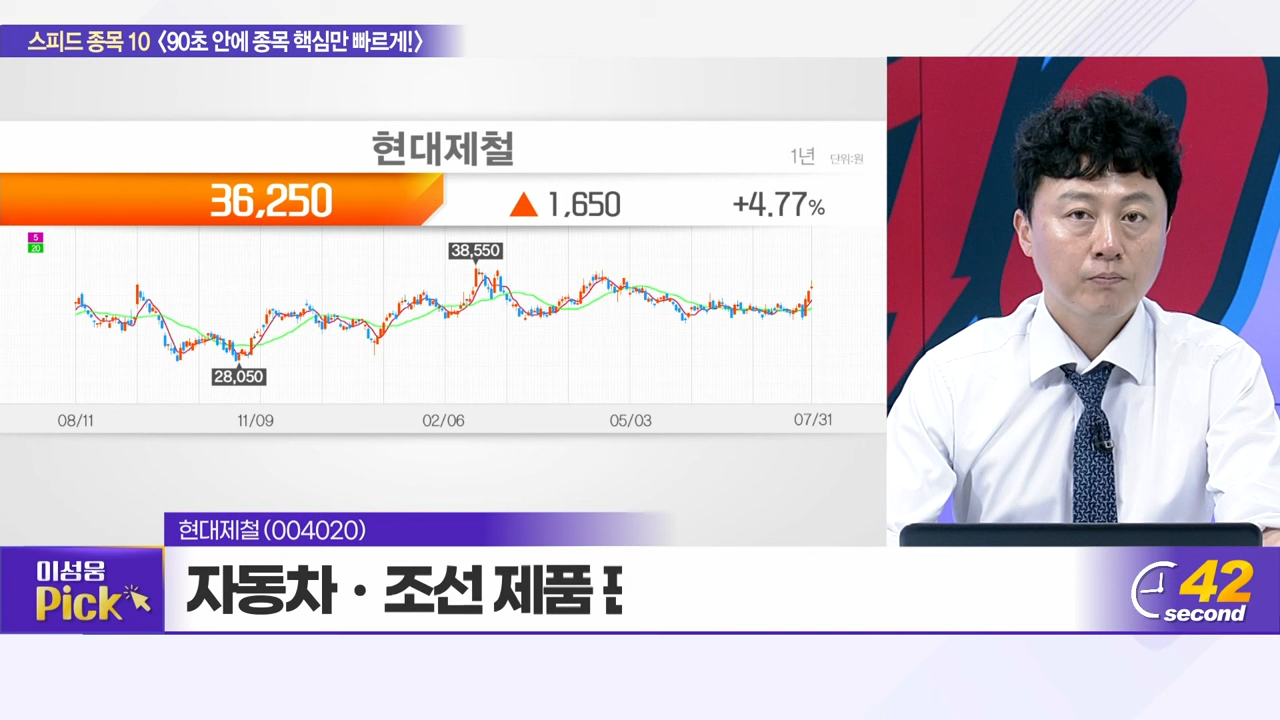 스피드 종목 10 <90초 안에 종목 핵심만 빠르게!>
현대제철
1년 단위:원
36,250 ▲ 1,650 +4.77%
5
20
38,550
28,050
08/11 11/09 02/06 05/03 07/31
현대제철(004020)
이성웅
Pick
자동차·조선 제품
42
second
10